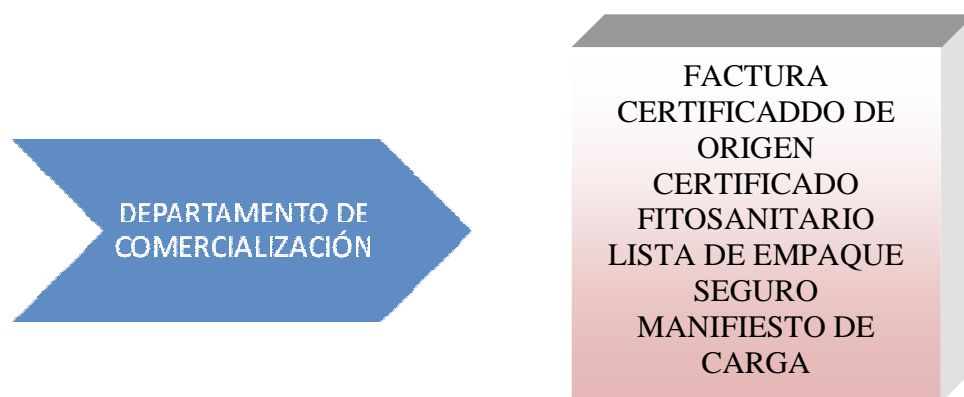 DEPARTAMENTO DE
COMERCIALIZACIÓN
FACTURA
CERTIFICADDO DE
ORIGEN
CERTIFICADO
FITOSANITARIO
LISTA DE EMPAQUE
SEGURO
MANIFIESTO DE
CARGA